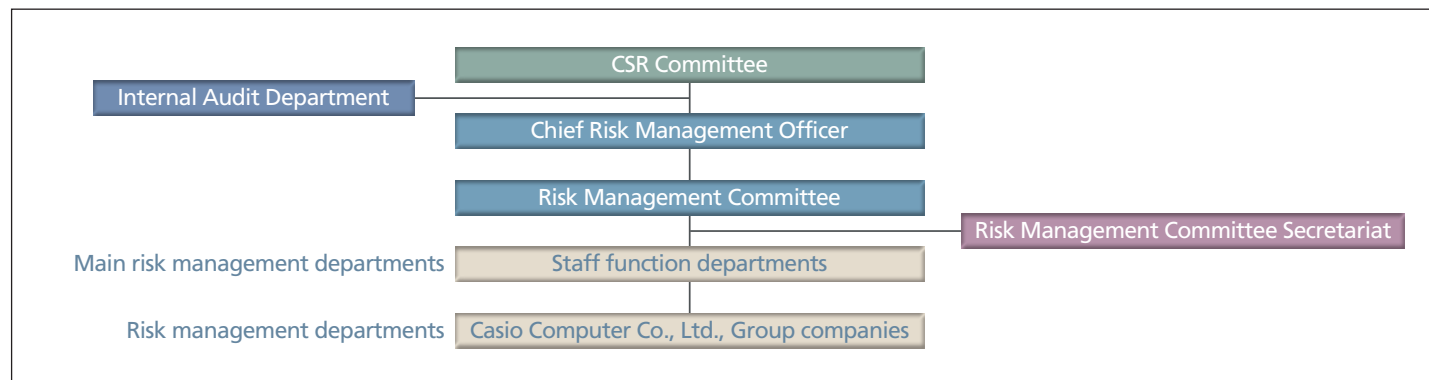 CSR Committee
Internal Audit Department
Chief Risk Management Officer
Risk Management Committee
Risk Management Committee Secretariat
Main risk management departments
Staff function departments
Risk management departments
Casio Computer Co., Ltd., Group companies